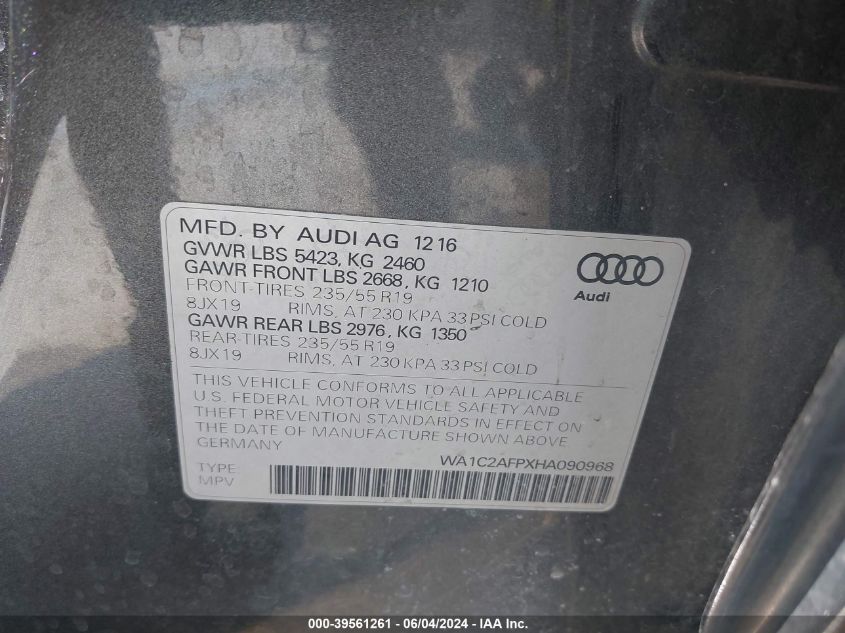 MFD. BY AUDI AG 12 16
GVWR LBS 5423, KG 2460
GAWR FRONT LBS 2668, KG 1210
FRONT-TIRES 235/55 R19
8JX19 RIMS, AT 230 KPA 33 PSI COLD
GAWR REAR LBS 2976, KG 1350
REAR-TIRES 235/55 R19
8JX19 RIMS, AT 230 KPA 33 PSI COLD
Audi
THIS VEHICLE CONFORMS TO ALL APPLICABLE
U.S. FEDERAL MOTOR VEHICLE SAFETY AND
THEFT PREVENTION STANDARDS IN EFFECT ON
THE DATE OF MANUFACTURE SHOWN ABOVE
GERMANY
WA1C2AFPXHA090968
TYPE
MPV
000-39561261 - 06/04/2024 - IAA Inc.